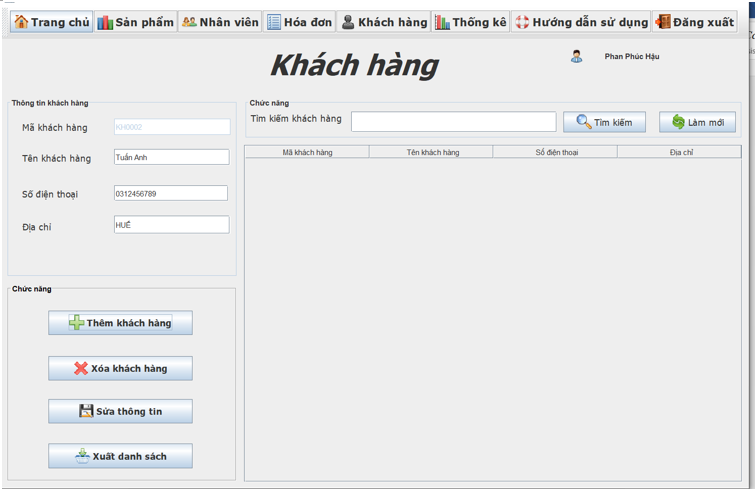 Trang chủ Sản phẩm Nhân viên Hóa đơn Khách hàng Thống kê Hướng dẫn sử dụng Đăng xuất
Khách hàng
Phan Phúc Hậu
Thông tin khách hàng
Mã khách hàng KH0002
Tên khách hàng Tuấn Anh
Số điện thoại 0312456789
Địa chỉ HUẾ
Chức năng
Thêm khách hàng
Xóa khách hàng
Sửa thông tin
Xuất danh sách
Chức năng
Tìm kiếm khách hàng Tìm kiếm Làm mới
Mã khách hàng Tên khách hàng Số điện thoại Địa chỉ